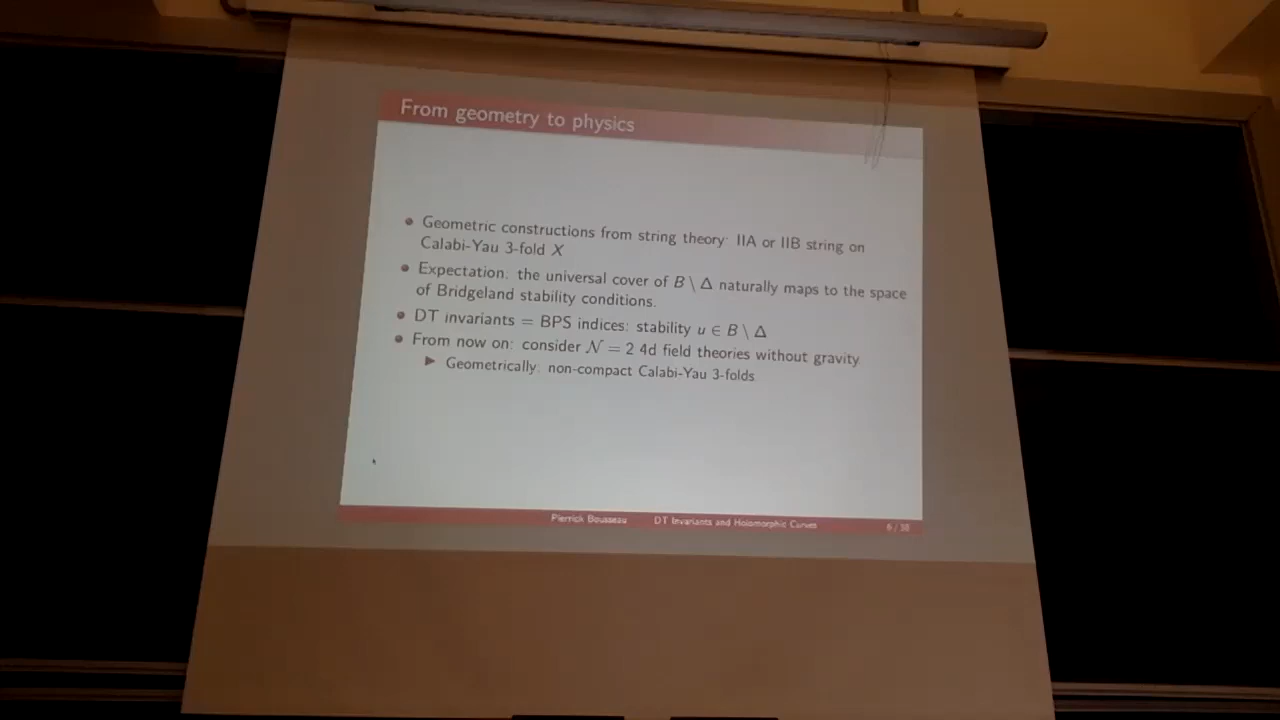 From geometry to physics
• Geometric constructions from string theory: IIA or IIB string on
Calabi-Yau 3-fold X
• Expectation: the universal cover of B \ Δ naturally maps to the space
of Bridgeland stability conditions.
• DT invariants = BPS indices: stability u ∈ B \ Δ
• From now on: consider 𝒩 = 2 4d field theories without gravity
▶ Geometrically: non-compact Calabi-Yau 3-folds
Pierrick Bousseau DT Invariants and Holomorphic Curves 6 / 38